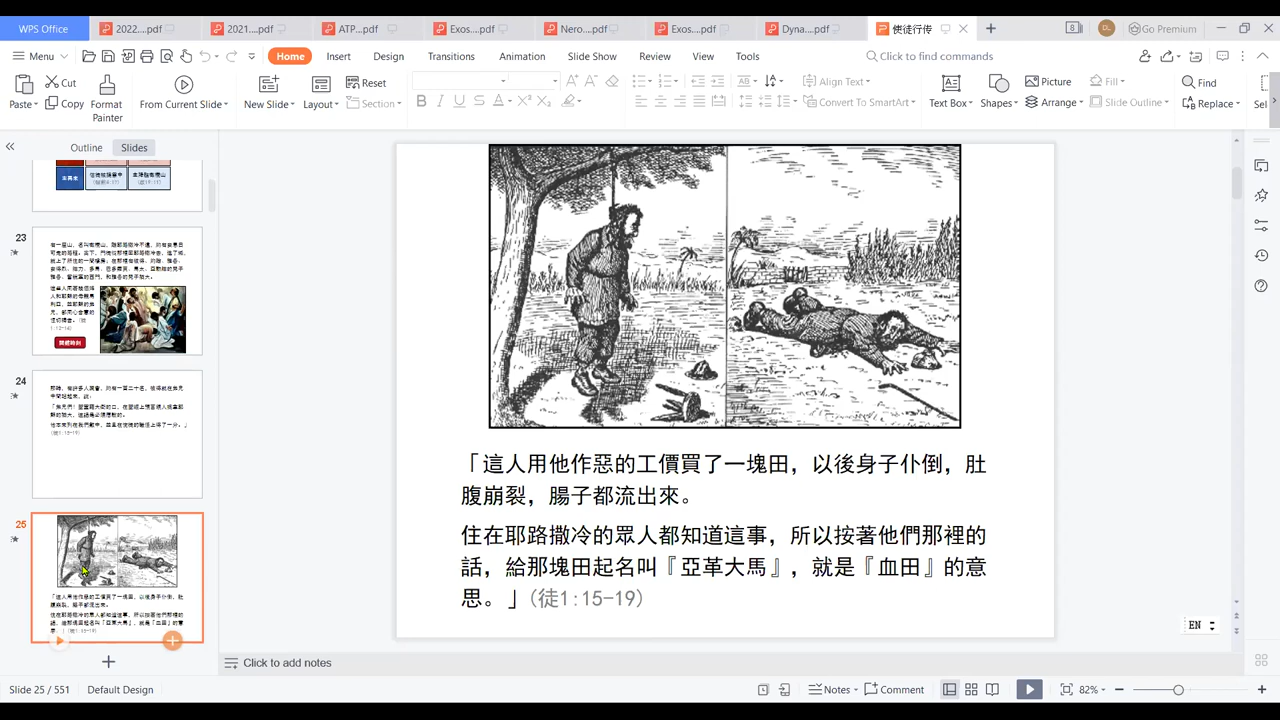 WPS Office
2022....pdf
2021....pdf
ATP...pdf
Exos....pdf
Nero....pdf
Exos....pdf
Dyna....pdf
使徒行传
8
DL
Go Premium
Menu
Home
Insert
Design
Transitions
Animation
Slide Show
Review
View
Tools
Click to find commands
Cut
Copy
Format
Painter
From Current Slide
New Slide
Layout
Reset
Section
Align Text
Convert To SmartArt
Text Box
Shapes
Picture
Arrange
Fill
Slide Outline
Find
Replace
Sel
Outline
Slides
23
24
25
「這人用他作惡的工價買了一塊田，以後身子仆倒，肚
腹崩裂，腸子都流出來。
住在耶路撒冷的眾人都知道這事，所以按著他們那裡的
話，給那塊田起名叫『亞革大馬』，就是『血田』的意
思。」(徒1:15-19)
EN
Click to add notes
Slide 25 / 551
Default Design
Notes
Comment
82%